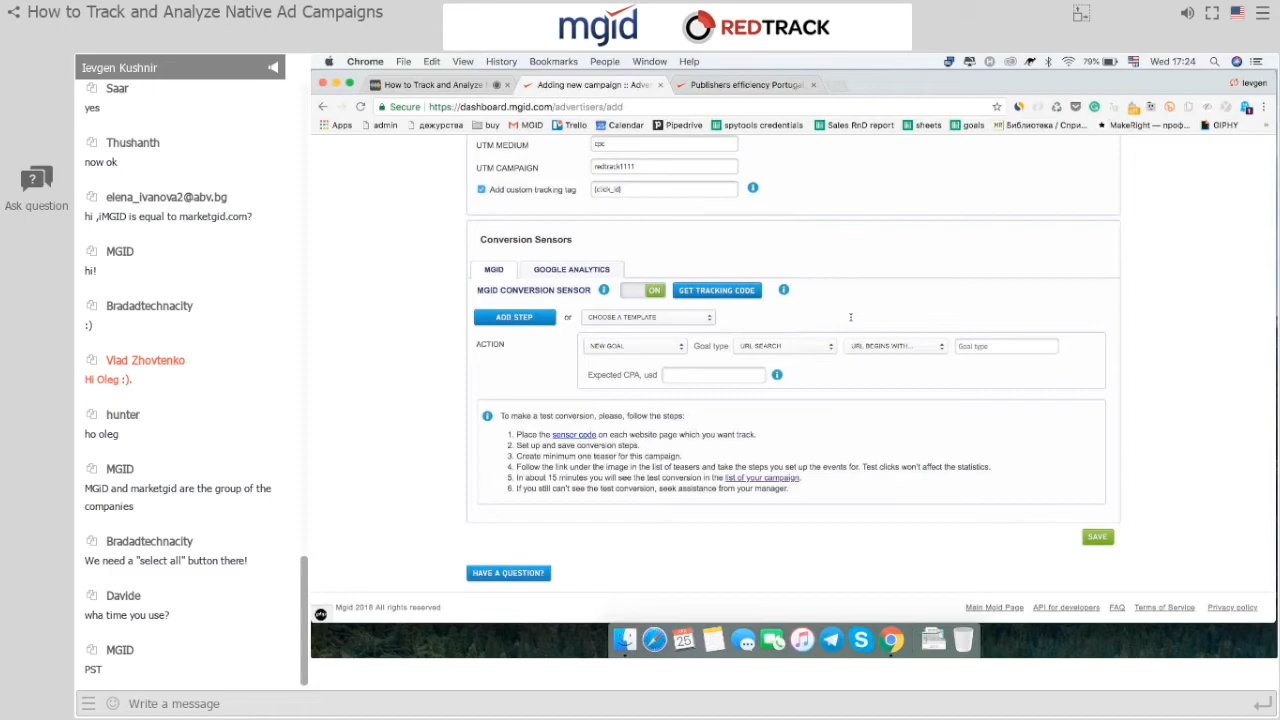 How to Track and Analyze Native Ad Campaigns
mgid REDTRACK
Ievgen Kushnir
Ask question
Saar
yes
Thushanth
now ok
elena_ivanova2@abv.bg
hi ,iMGID is equal to marketgid.com?
MGID
hi!
Bradadtechnacity
:)
Vlad Zhovtenko
Hi Oleg :).
hunter
ho oleg
MGID
MGiD and marketgid are the group of the
companies
Bradadtechnacity
We need a "select all" button there!
Davide
wha time you use?
MGID
PST
Write a message
Chrome File Edit View History Bookmarks People Window Help 79% Wed 17:24
How to Track and Analyze Native Adding new campaign :: Adve Publishers efficiency Portugal, Ievgen
Secure https://dashboard.mgid.com/advertisers/add
Apps admin дежурства buy MGID Trello Calendar Pipedrive spytools credentials Sales RnD report sheets goals Библиотека / Спри... MakeRight — проф... GIPHY
UTM MEDIUM cpc
UTM CAMPAIGN redtrack1111
Add custom tracking tag {click_id}
Conversion Sensors
MGID GOOGLE ANALYTICS
MGID CONVERSION SENSOR ON GET TRACKING CODE
ADD STEP or CHOOSE A TEMPLATE
ACTION NEW GOAL Goal type URL SEARCH URL BEGINS WITH... Goal type
Expected CPA, usd
To make a test conversion, please, follow the steps:
1. Place the sensor code on each website page which you want track.
2. Set up and save conversion steps.
3. Create minimum one teaser for this campaign.
4. Follow the link under the image in the list of teasers and take the steps you set up the events for. Test clicks won't affect the statistics.
5. In about 15 minutes you will see the test conversion in the list of your campaign.
6. If you still can't see the test conversion, seek assistance from your manager.
SAVE
HAVE A QUESTION?
Mgid 2018 All rights reserved Main Mgid Page API for developers FAQ Terms of Service Privacy policy
25